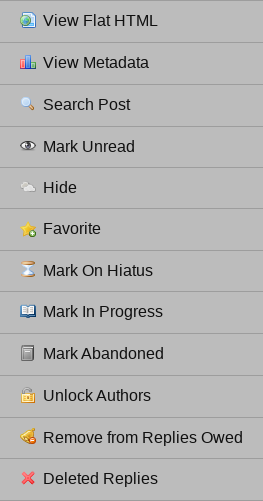 View Flat HTML
View Metadata
Search Post
Mark Unread
Hide
Favorite
Mark On Hiatus
Mark In Progress
Mark Abandoned
Unlock Authors
Remove from Replies Owed
Deleted Replies